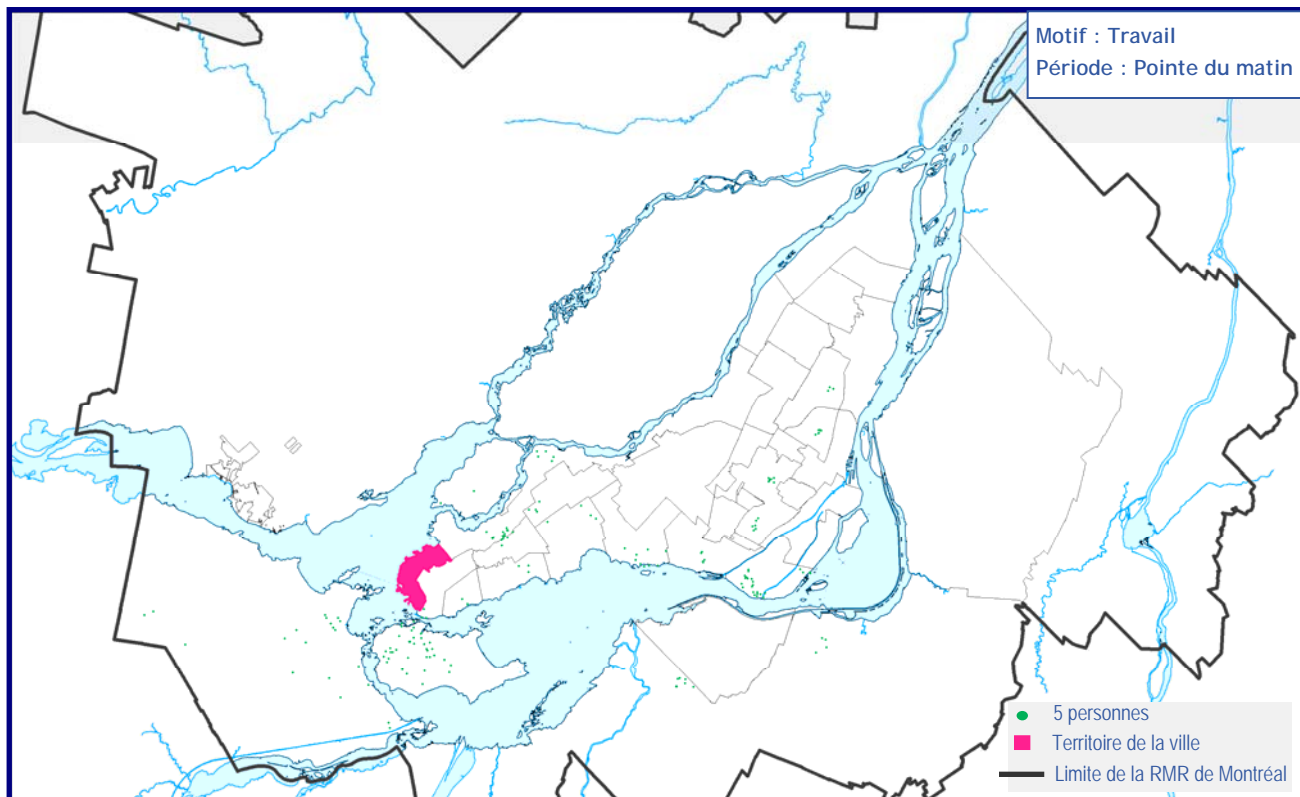 Motif : Travail
Période : Pointe du matin
5 personnes
Territoire de la ville
Limite de la RMR de Montréal